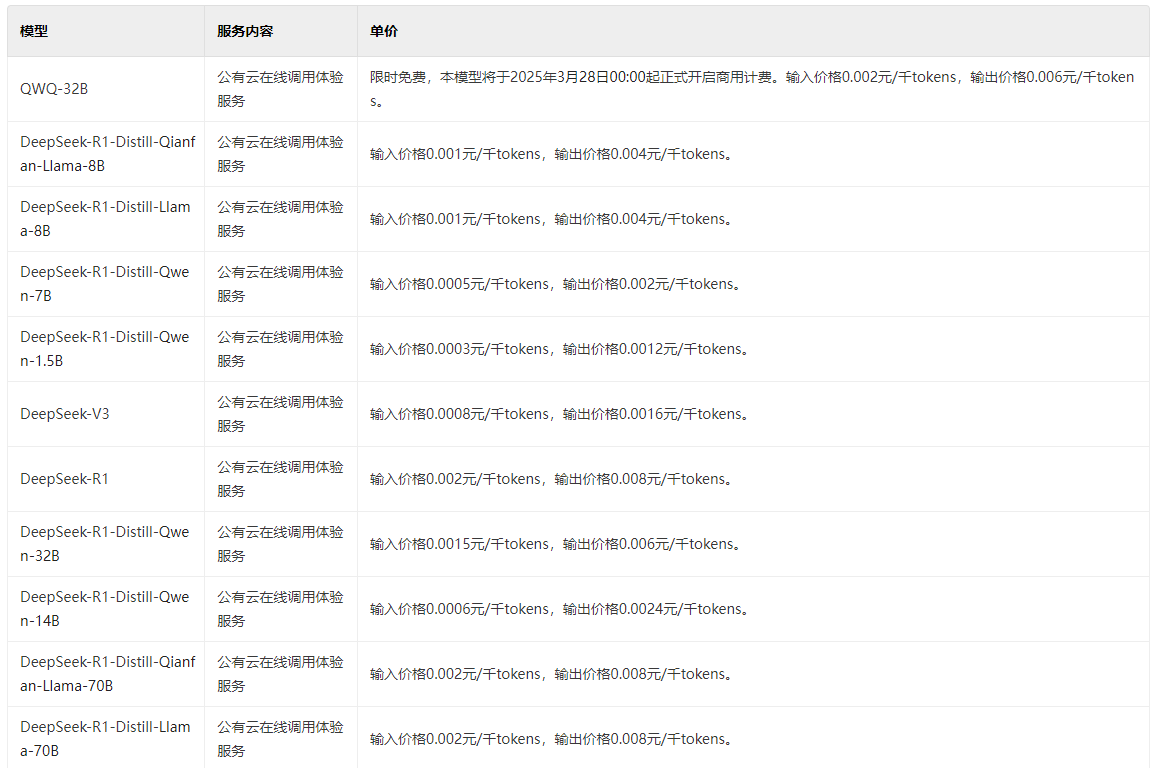 模型 服务内容 单价
QWQ-32B
公有云在线调用体验
服务
限时免费，本模型将于2025年3月28日00:00起正式开启商用计费。输入价格0.002元/千tokens，输出价格0.006元/千token
s。
DeepSeek-R1-Distill-Qianf
an-Llama-8B
公有云在线调用体验
服务
输入价格0.001元/千tokens，输出价格0.004元/千tokens。
DeepSeek-R1-Distill-Llam
a-8B
公有云在线调用体验
服务
输入价格0.001元/千tokens，输出价格0.004元/千tokens。
DeepSeek-R1-Distill-Qwe
n-7B
公有云在线调用体验
服务
输入价格0.0005元/千tokens，输出价格0.002元/千tokens。
DeepSeek-R1-Distill-Qwe
n-1.5B
公有云在线调用体验
服务
输入价格0.0003元/千tokens，输出价格0.0012元/千tokens。
DeepSeek-V3
公有云在线调用体验
服务
输入价格0.0008元/千tokens，输出价格0.0016元/千tokens。
DeepSeek-R1
公有云在线调用体验
服务
输入价格0.002元/千tokens，输出价格0.008元/千tokens。
DeepSeek-R1-Distill-Qwe
n-32B
公有云在线调用体验
服务
输入价格0.0015元/千tokens，输出价格0.006元/千tokens。
DeepSeek-R1-Distill-Qwe
n-14B
公有云在线调用体验
服务
输入价格0.0006元/千tokens，输出价格0.0024元/千tokens。
DeepSeek-R1-Distill-Qianf
an-Llama-70B
公有云在线调用体验
服务
输入价格0.002元/千tokens，输出价格0.008元/千tokens。
DeepSeek-R1-Distill-Llam
a-70B
公有云在线调用体验
服务
输入价格0.002元/千tokens，输出价格0.008元/千tokens。